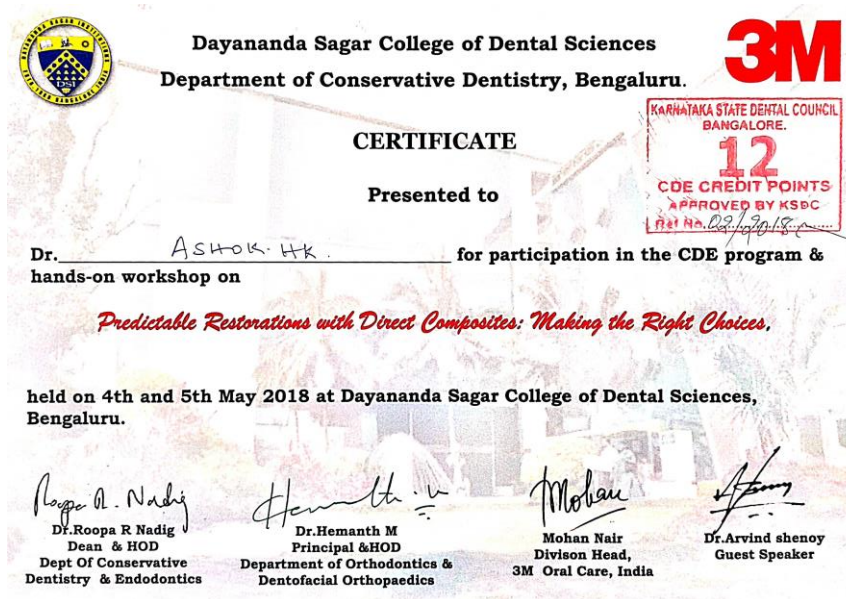 Dayananda Sagar College of Dental Sciences
Department of Conservative Dentistry, Bengaluru.
3M
DSI
KARNATAKA STATE DENTAL COUNCIL
BANGALORE.
12
CDE CREDIT POINTS
APPROVED BY KSDC
Ref No.
CERTIFICATE
Presented to
Dr. ASHOK. HK. for participation in the CDE program &
hands-on workshop on
Predictable Restorations with Direct Composites: Making the Right Choices,
held on 4th and 5th May 2018 at Dayananda Sagar College of Dental Sciences,
Bengaluru.
Roopa R. Nadig
Dr.Roopa R Nadig
Dean & HOD
Dept Of Conservative
Dentistry & Endodontics
Dr.Hemanth M
Principal &HOD
Department of Orthodontics &
Dentofacial Orthopaedics
Mohan
Mohan Nair
Divison Head,
3M Oral Care, India
Dr.Arvind shenoy
Guest Speaker